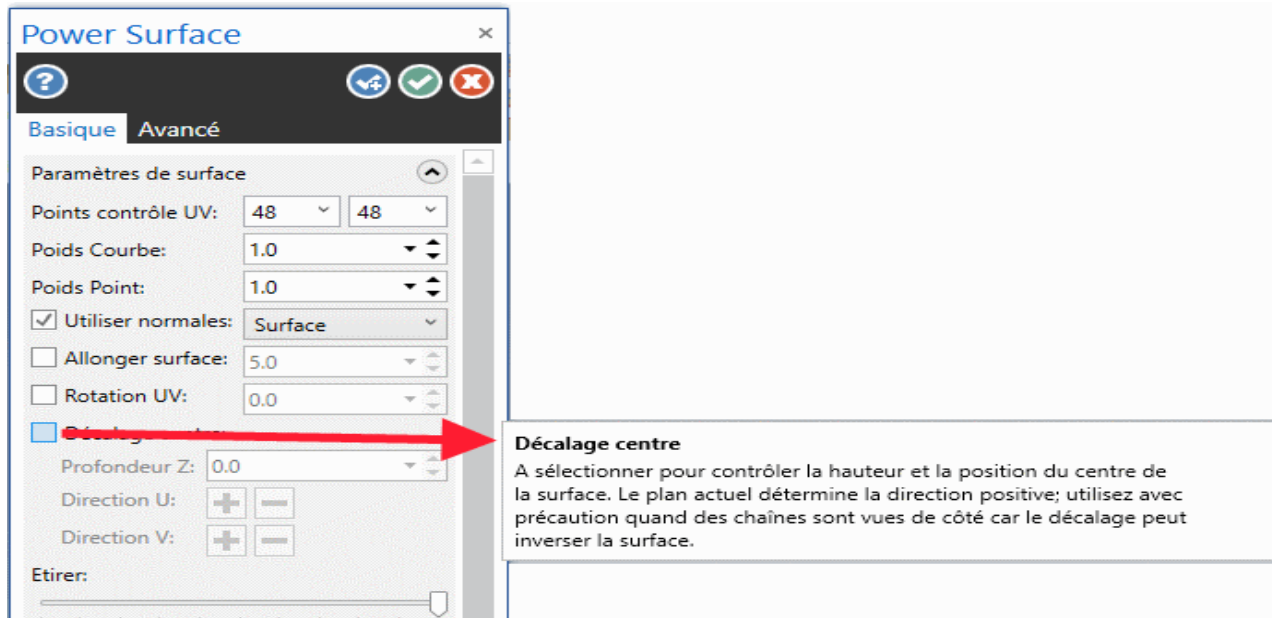 Power Surface
Basique Avancé
Paramètres de surface
Points contrôle UV: 48 48
Poids Courbe: 1.0
Poids Point: 1.0
Utiliser normales: Surface
Allonger surface: 5.0
Rotation UV: 0.0
Profondeur Z: 0.0
Direction U:
Direction V:
Etirer:
Décalage centre
A sélectionner pour contrôler la hauteur et la position du centre de
la surface. Le plan actuel détermine la direction positive; utilisez avec
précaution quand des chaînes sont vues de côté car le décalage peut
inverser la surface.